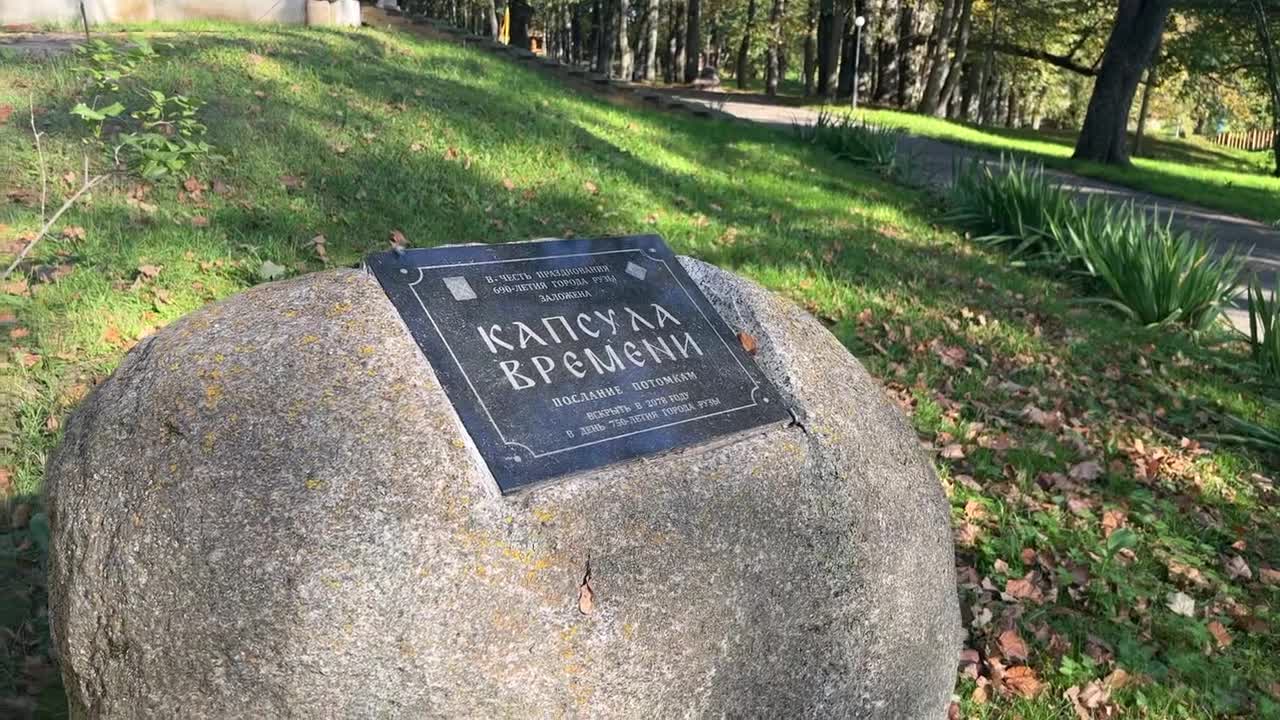 В ЧЕСТЬ ПРАЗДНОВАНИЯ
690-ЛЕТИЯ ГОРОДА РУЗЫ
ЗАЛОЖЕНА
КАПСУЛА
ВРЕМЕНИ
ПОСЛАНИЕ ПОТОМКАМ
ВСКРЫТЬ В 2078 ГОДУ
В ДЕНЬ 750-ЛЕТИЯ ГОРОДА РУЗЫ